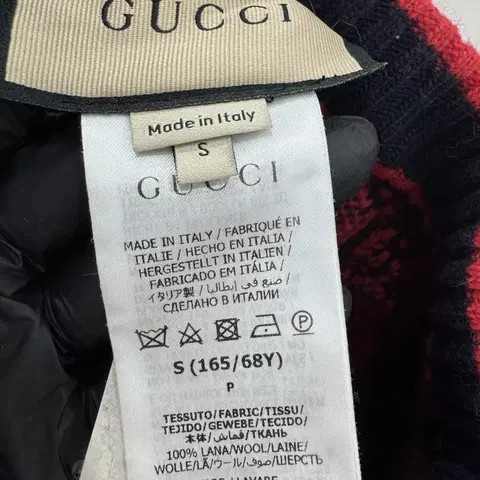 GUCCI
Made in Italy
S
GUCCI
MADE IN ITALY / FABRIQUÉ EN
ITALIE / HECHO EN ITALIA /
HERGESTELLT IN ITALIEN /
FABRICADO EM ITÁLIA /
イタリア製 / صنع في إيطاليا /
СДЕЛАНО В ИТАЛИИ
P
S (165/68Y)
P
TESSUTO/FABRIC/TISSU/
TEJIDO/GEWEBE/TECIDO/
本体/قماش/ТКАНЬ
100% LANA/WOOL/LAINE/
WOLLE/LÃ/ウール/صوف/ШЕРСТЬ
LAVARE